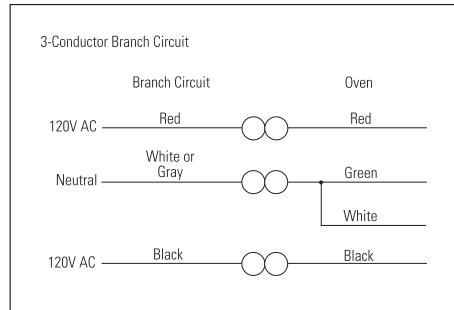 3-Conductor Branch Circuit
Branch Circuit Oven
120V AC Red Red
White or
Neutral Gray Green
White
120V AC Black Black